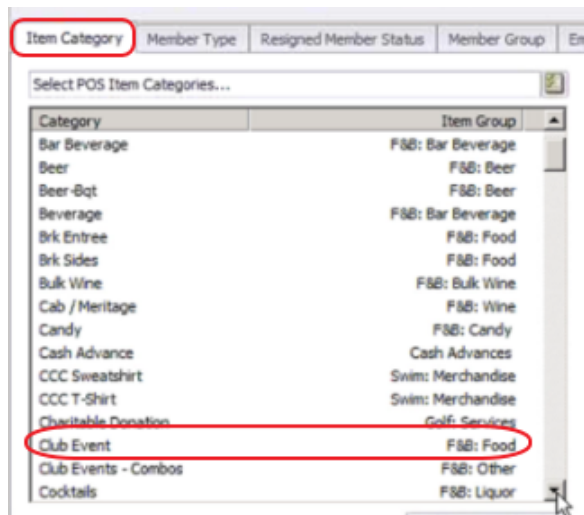 Item Category Member Type Resigned Member Status Member Group
Select POS Item Categories...
Category Item Group
Bar Beverage F&B: Bar Beverage
Beer F&B: Beer
Beer-Bqt F&B: Beer
Beverage F&B: Bar Beverage
Brk Entree F&B: Food
Brk Sides F&B: Food
Bulk Wine F&B: Bulk Wine
Cab / Meritage F&B: Wine
Candy F&B: Candy
Cash Advance Cash Advances
CCC Sweatshirt Swim: Merchandise
CCC T-Shirt Swim: Merchandise
Charitable Donation Golf: Services
Club Event F&B: Food
Club Events - Combos F&B: Other
Cocktails F&B: Liquor